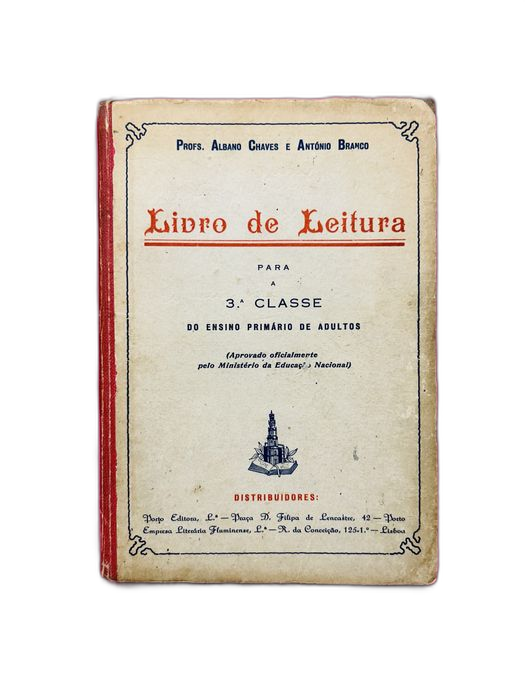 PROFS. ALBANO CHAVES E ANTÓNIO BRANCO
Livro de Leitura
PARA
A
3.ª CLASSE
DO ENSINO PRIMÁRIO DE ADULTOS
(Aprovado oficialmente
pelo Ministério da Educação Nacional)
DISTRIBUIDORES:
Porto Editora, L.ª — Praça D. Filipa de Lencastre, 42 — Porto
Empresa Literária Fluminense, L.ª — R. da Conceição, 125-1.º — Lisboa